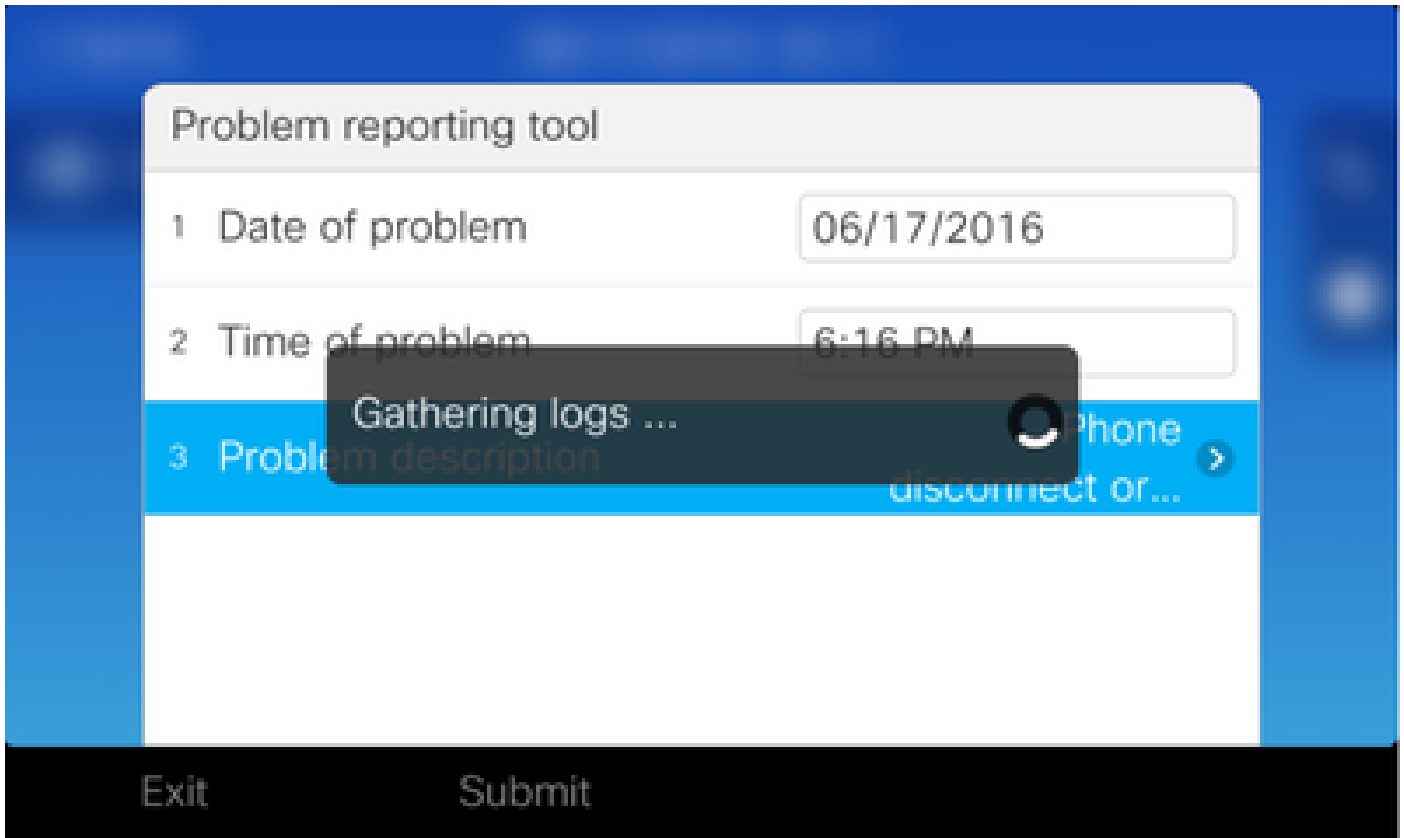 Problem reporting tool
1 Date of problem 06/17/2016
2 Time of problem 6:16 PM
Gathering logs ...
3 Problem description Phone
disconnect or...
Exit Submit